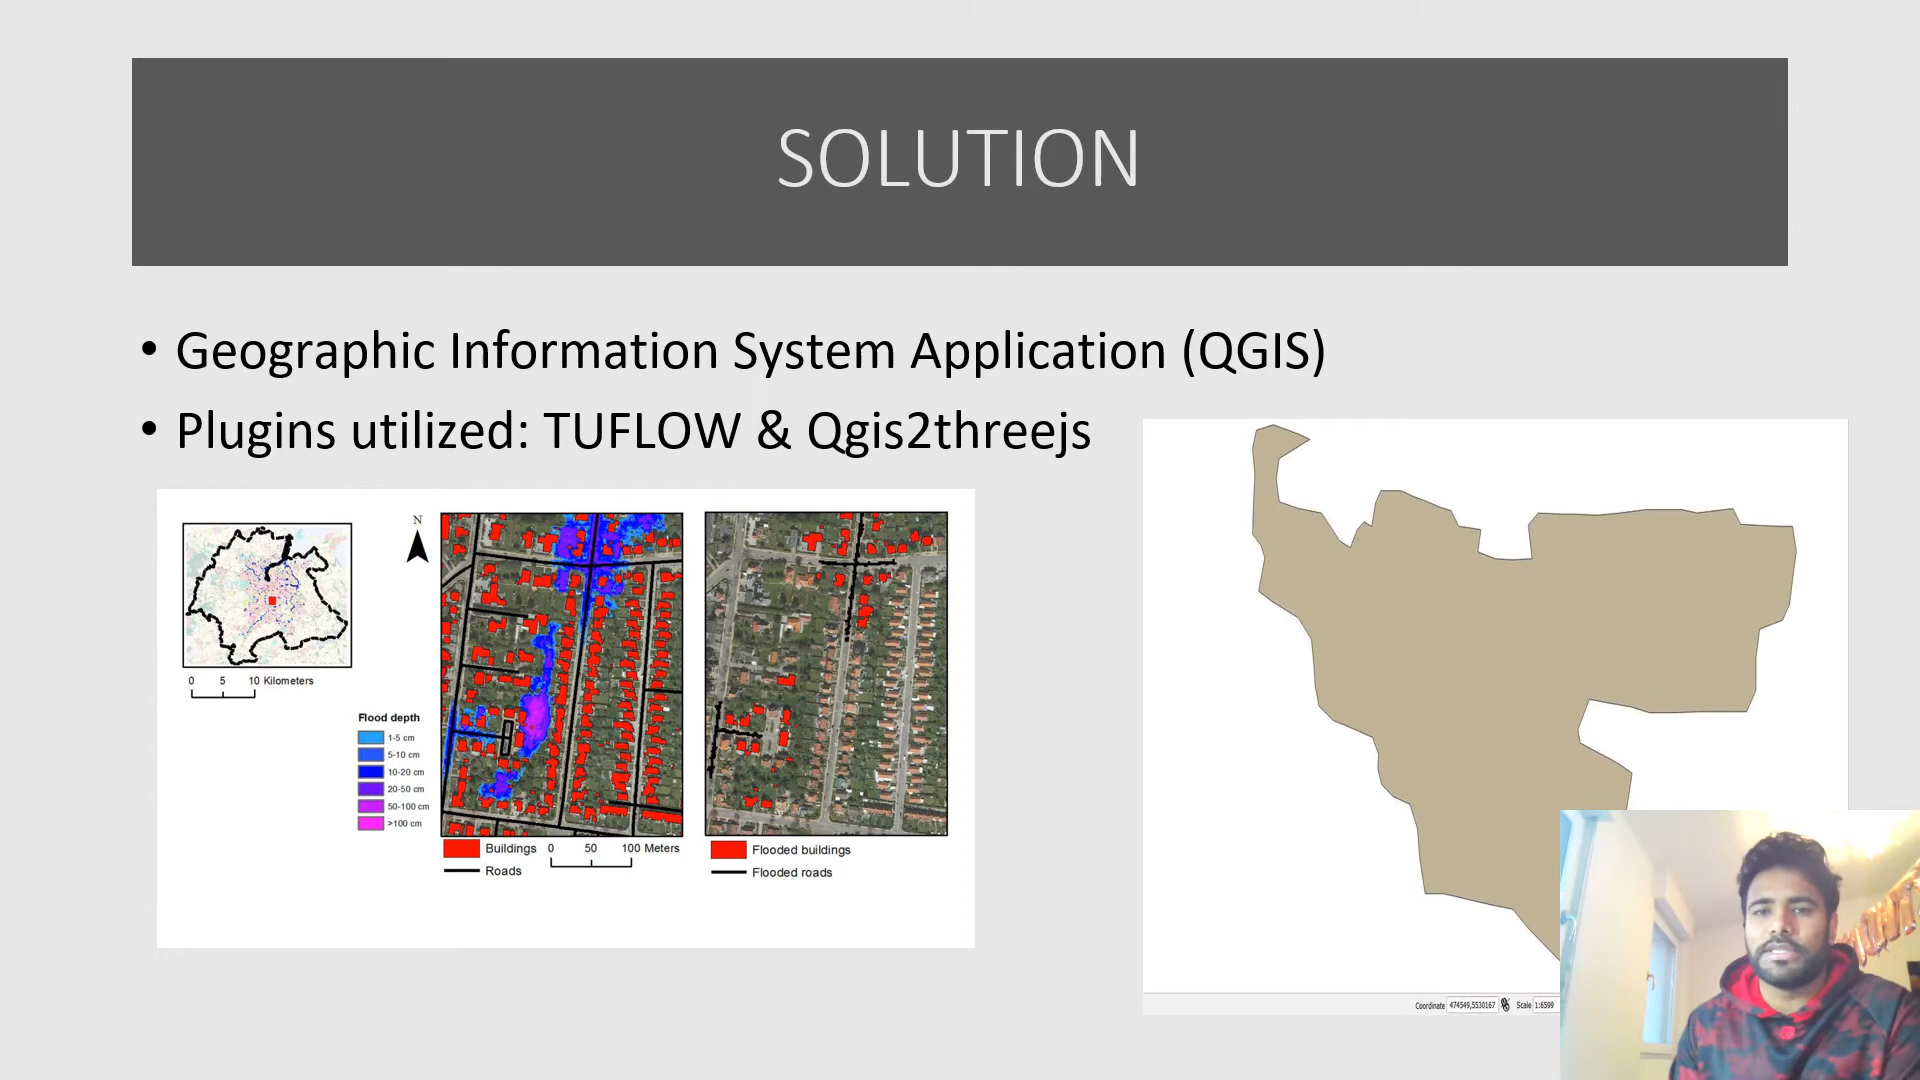 SOLUTION
• Geographic Information System Application (QGIS)
• Plugins utilized: TUFLOW & Qgis2threejs
N
0 5 10 Kilometers
Flood depth
1-5 cm
5-10 cm
10-20 cm
20-50 cm
50-100 cm
>100 cm
Buildings 0 50 100 Meters
Roads
Flooded buildings
Flooded roads
Coordinate 474549,5530167 Scale 1:6599